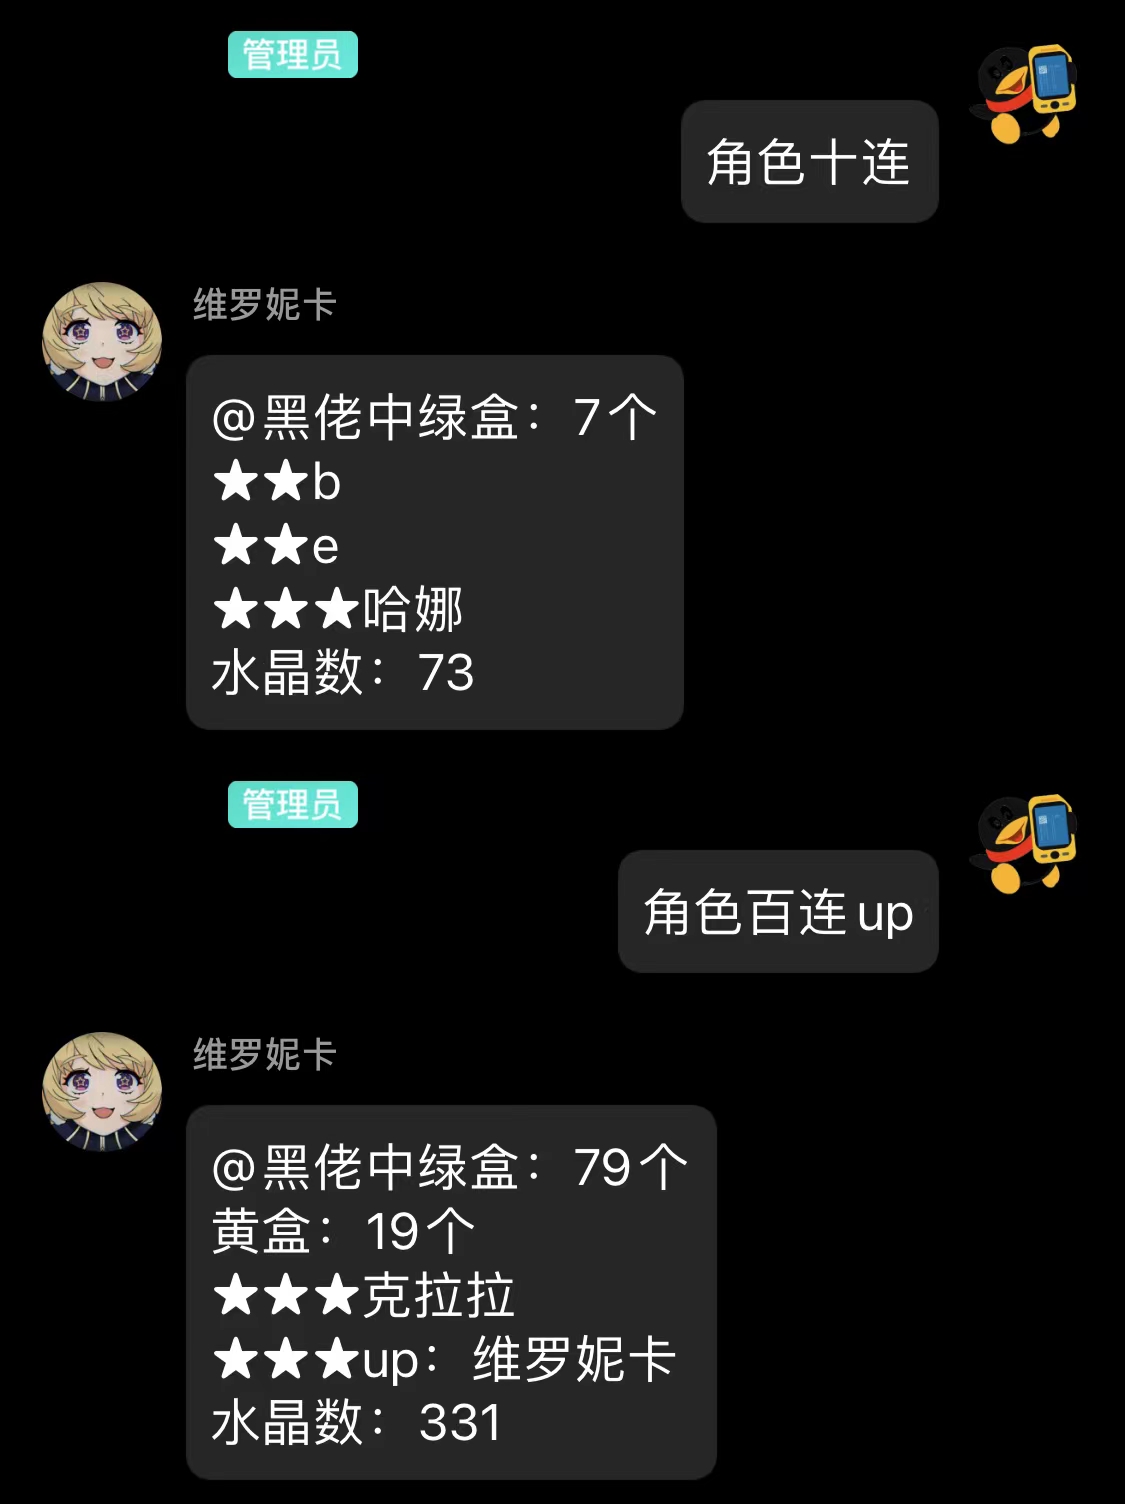 管理员
角色十连
维罗妮卡
@黑佬中绿盒：7个
★★b
★★e
★★★哈娜
水晶数：73
管理员
角色百连up
维罗妮卡
@黑佬中绿盒：79个
黄盒：19个
★★★克拉拉
★★★up：维罗妮卡
水晶数：331